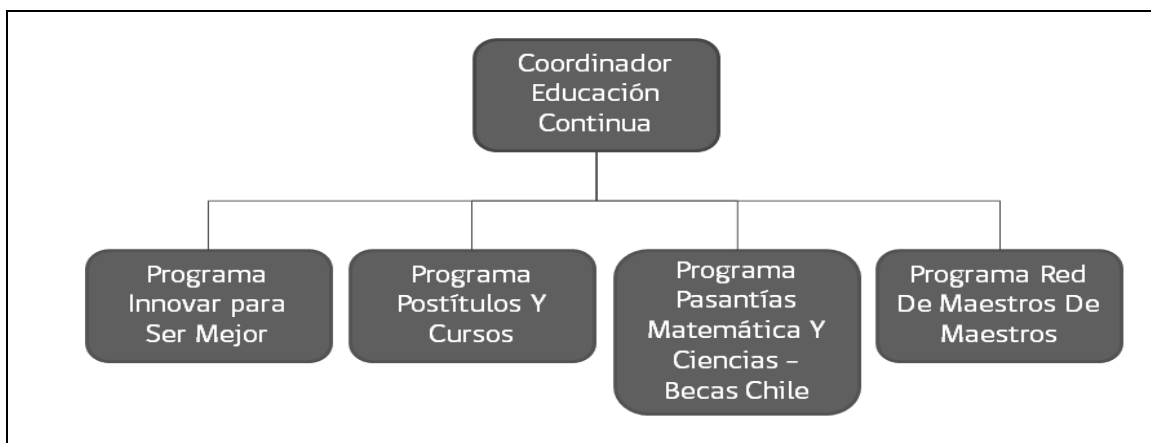 Coordinador
Educación
Continua
Programa
Innovar para
Ser Mejor
Programa
Postítulos Y
Cursos
Programa
Pasantías
Matemática Y
Ciencias –
Becas Chile
Programa Red
De Maestros De
Maestros